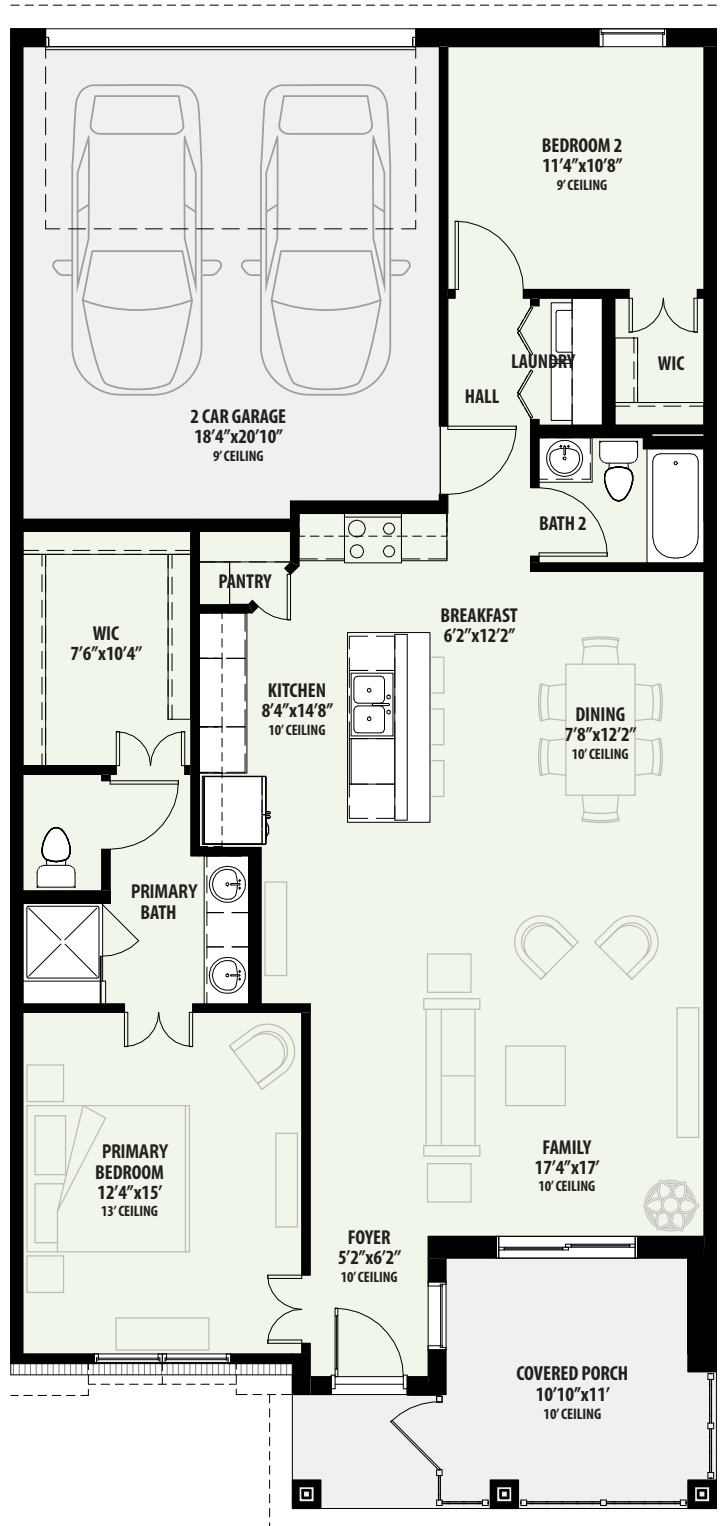 BEDROOM 2
11'4"x10'8"
9' CEILING
LAUNDRY
WIC
HALL
2 CAR GARAGE
18'4"x20'10"
9' CEILING
BATH 2
PANTRY
BREAKFAST
6'2"x12'2"
WIC
7'6"x10'4"
KITCHEN
8'4"x14'8"
10' CEILING
DINING
7'8"x12'2"
10' CEILING
PRIMARY
BATH
PRIMARY
BEDROOM
12'4"x15'
13' CEILING
FAMILY
17'4"x17'
10' CEILING
FOYER
5'2"x6'2"
10' CEILING
COVERED PORCH
10'10"x11'
10' CEILING